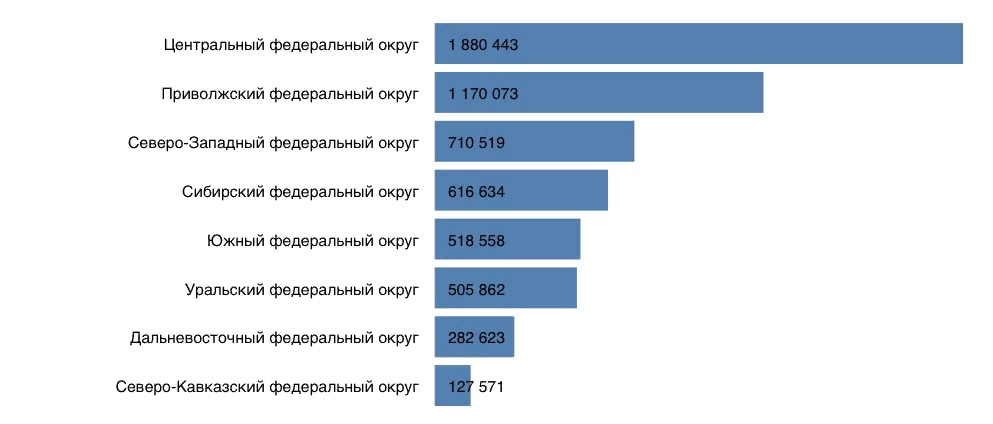 Центральный федеральный округ 1 880 443
Приволжский федеральный округ 1 170 073
Северо-Западный федеральный округ 710 519
Сибирский федеральный округ 616 634
Южный федеральный округ 518 558
Уральский федеральный округ 505 862
Дальневосточный федеральный округ 282 623
Северо-Кавказский федеральный округ 127 571